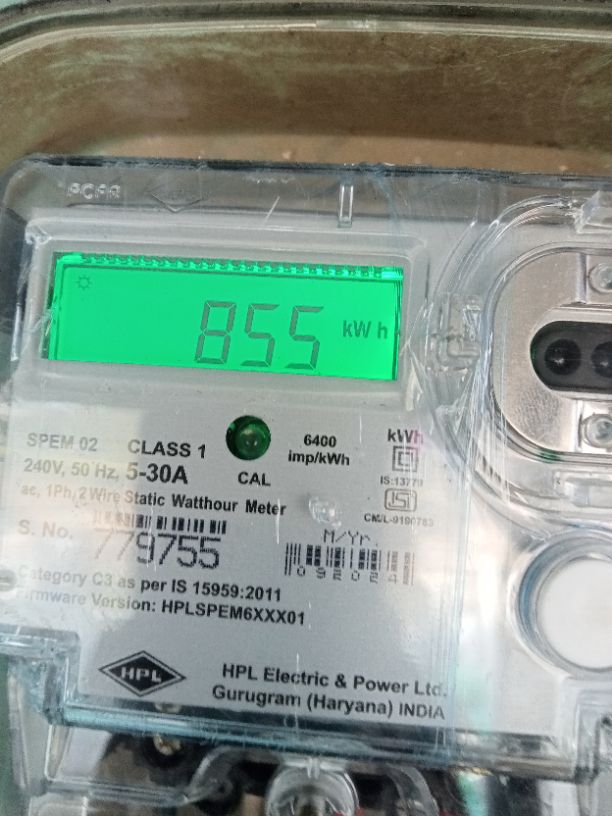 855 kW h
SPEM 02 CLASS 1
240V, 50 Hz, 5-30A
CAL
6400
imp/kWh
kWh
IS:13779
ISI
CM/L-9190783
ac, 1Ph, 2 Wire Static Watthour Meter
S. No. 779755
M/Yr.
Category C3 as per IS 15959:2011
Firmware Version: HPLSPEM6XXX01
HPL
HPL Electric & Power Ltd.
Gurugram (Haryana) INDIA